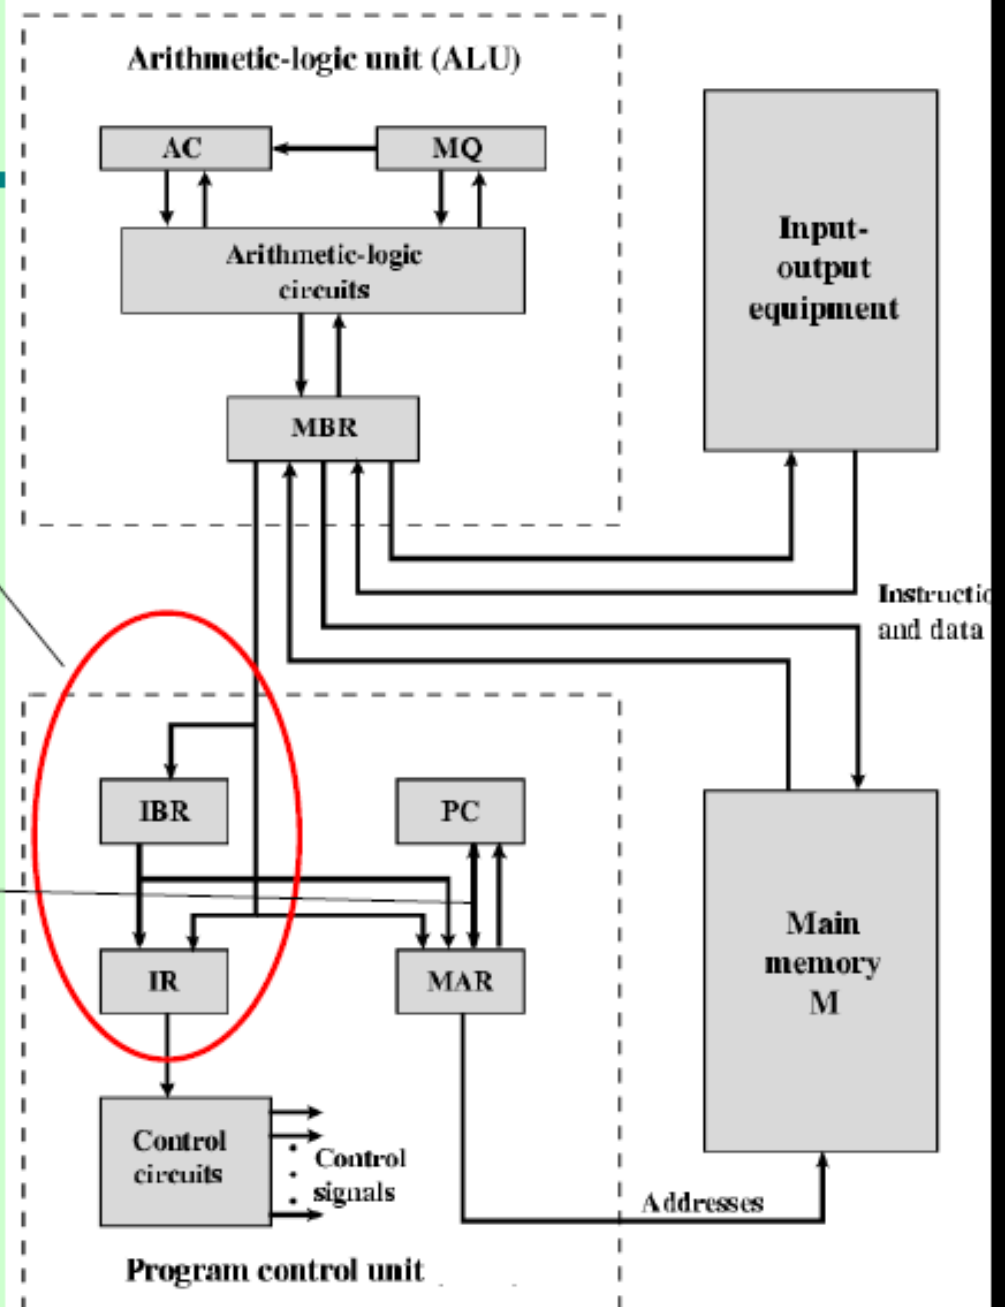 Arithmetic-logic unit (ALU)
AC
MQ
Arithmetic-logic
circuits
Input-
output
equipment
MBR
Instructio
and data
IBR
PC
IR
MAR
Main
memory
M
Control
circuits
Control
signals
Addresses
Program control unit